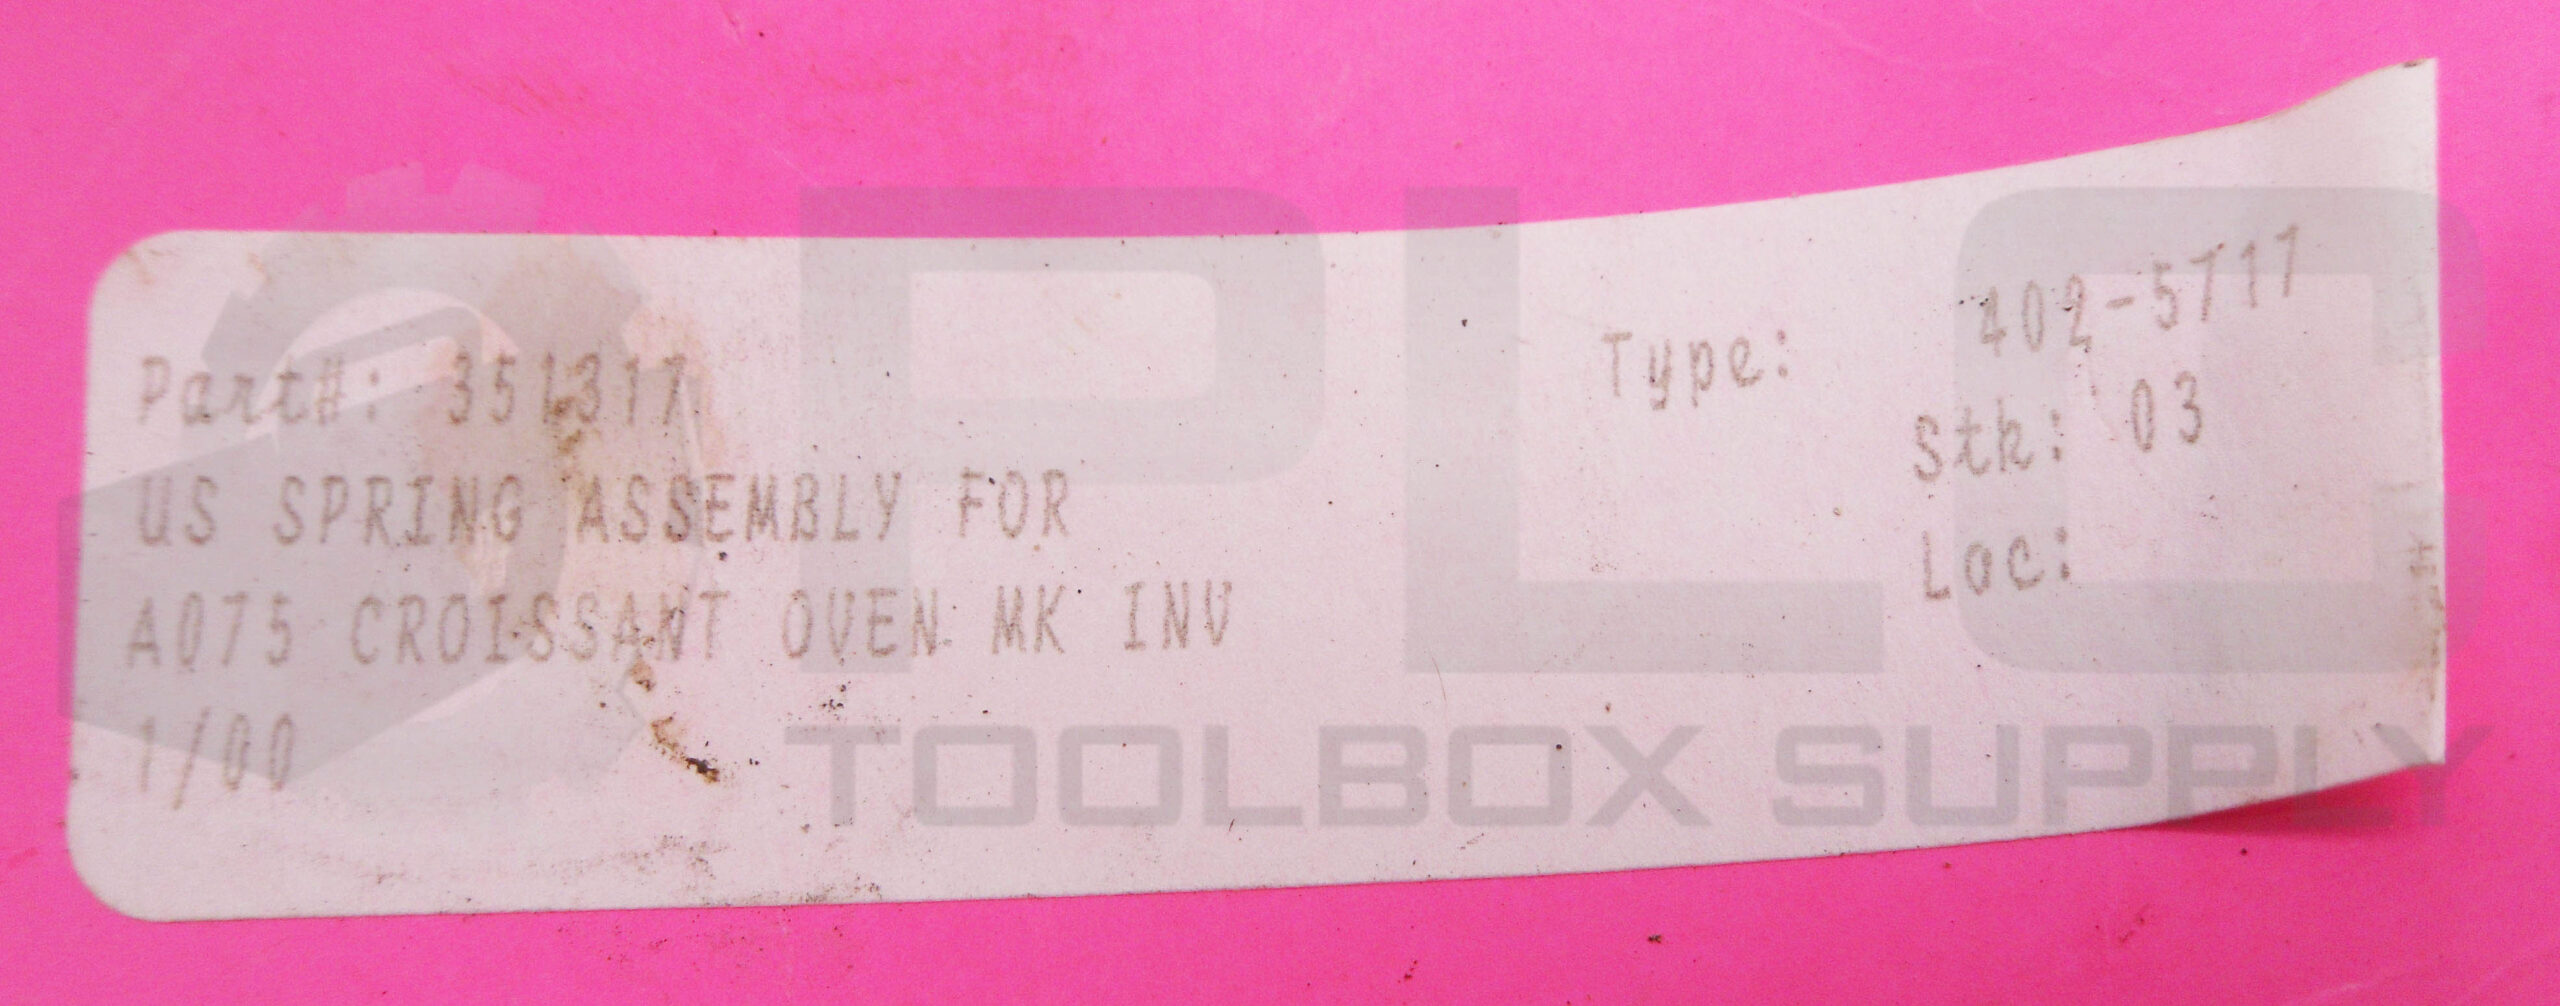 Part#: 351317
Type: 402-5717
US SPRING ASSEMBLY FOR
Stk: 03
A075 CROISSANT OVEN MK INV
Loc:
1/00
PLC
TOOLBOX SUPPLY